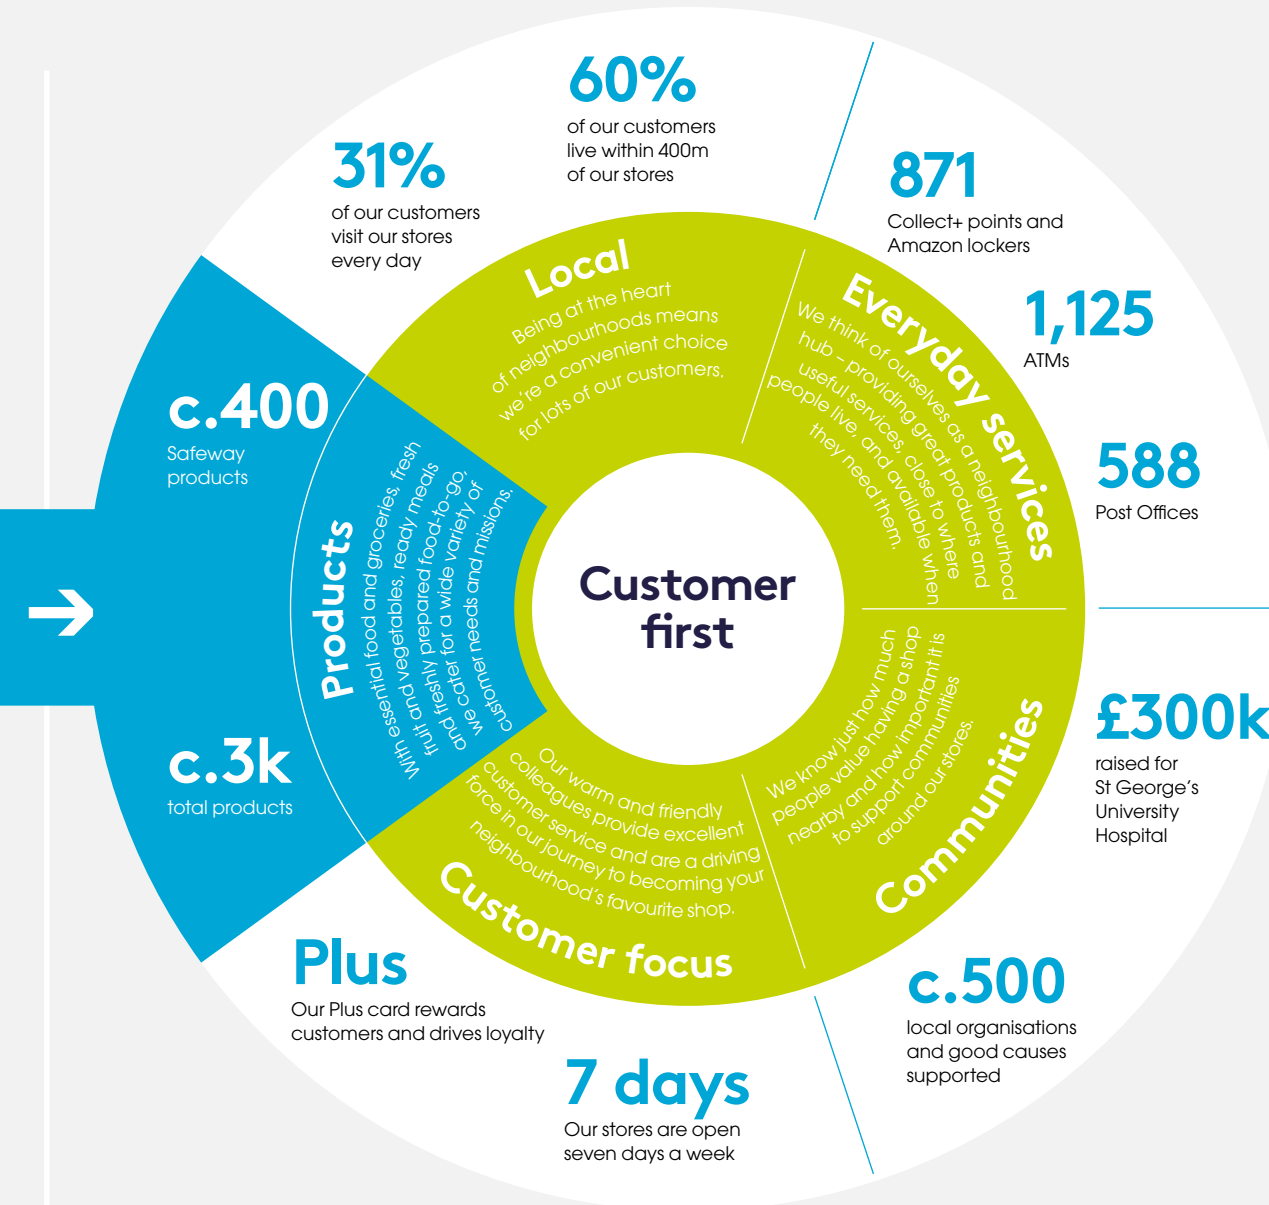 60%
of our customers
live within 400m
of our stores
31%
of our customers
visit our stores
every day
871
Collect+ points and
Amazon lockers
1,125
ATMs
588
Post Offices
£300k
raised for
St George's
University
Hospital
c.500
local organisations
and good causes
supported
7 days
Our stores are open
seven days a week
Plus
Our Plus card rewards
customers and drives loyalty
c.3k
total products
c.400
Safeway
products
Local
Being at the heart
of neighbourhoods means
we're a convenient choice
for lots of our customers.
Everyday services
We think of ourselves as a neighbourhood
hub – providing great products and
useful services, close to where
people live, and available when
they need them.
Communities
We know just how much
people value having a shop
nearby and how important it is
to support communities
around our stores.
Customer focus
Our warm and friendly
colleagues provide excellent
customer service and are a driving
force in our journey to becoming your
neighbourhood's favourite shop.
Products
With essential food and groceries, fresh
fruit and vegetables, ready meals
and freshly prepared food-to-go,
we cater for a wide variety of
customer needs and missions.
Customer
first